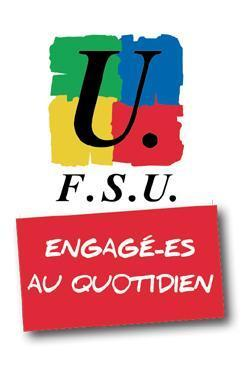 U.
F.S.U.
ENGAGÉ-ES
AU QUOTIDIEN